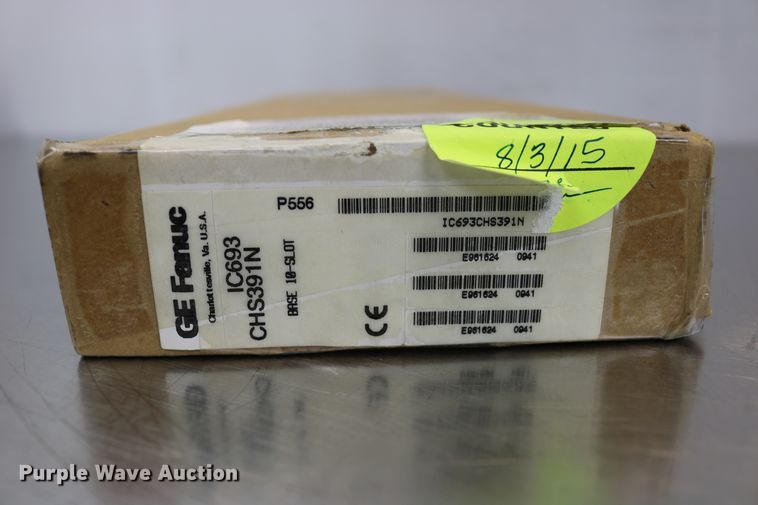 COUNTED
8/3/15
GE Fanuc
Charlottesville, Va. U.S.A.
IC693
CHS391N
BASE 10-SLOT
P556
IC693CHS391N
E961624 0941
E961624 0941
E961624 0941
CE
Purple Wave Auction